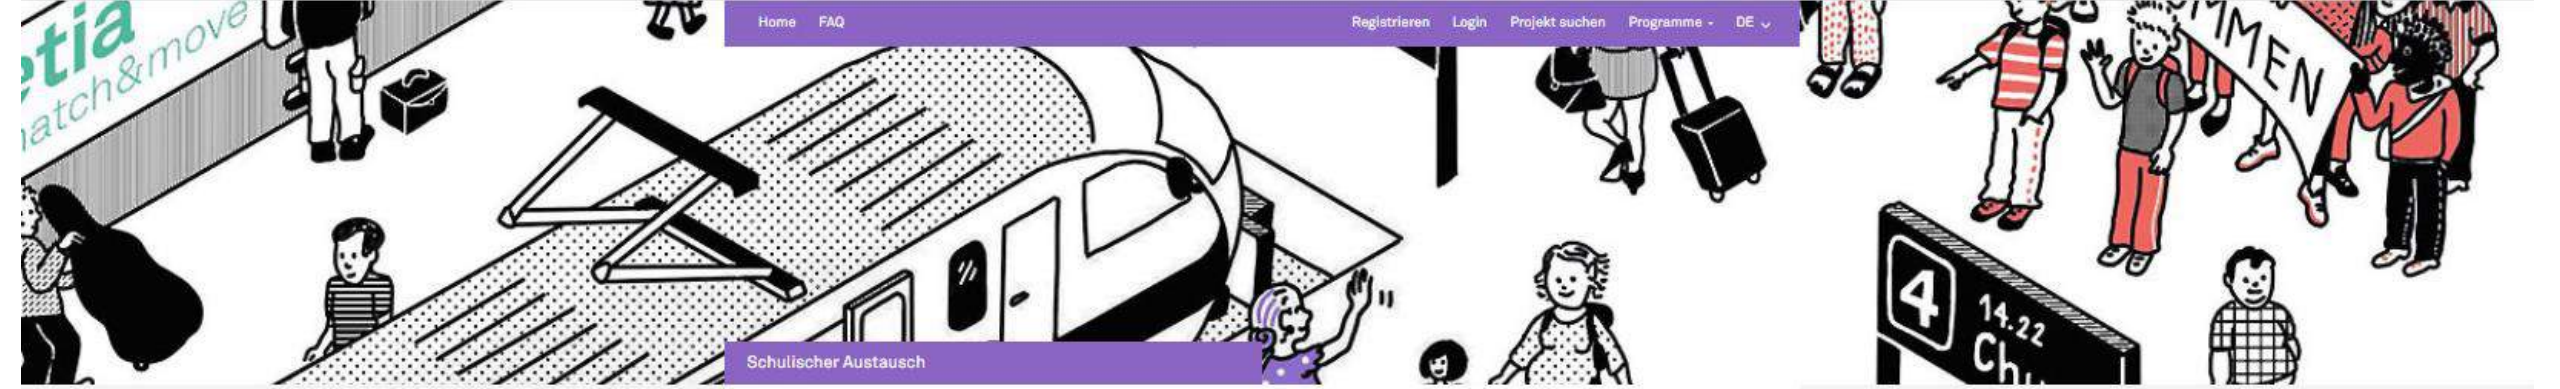 etia
match&move
Home FAQ Registrieren Login Projekt suchen Programme DE
MMEN
4
14.22
Ch
Schulischer Austausch